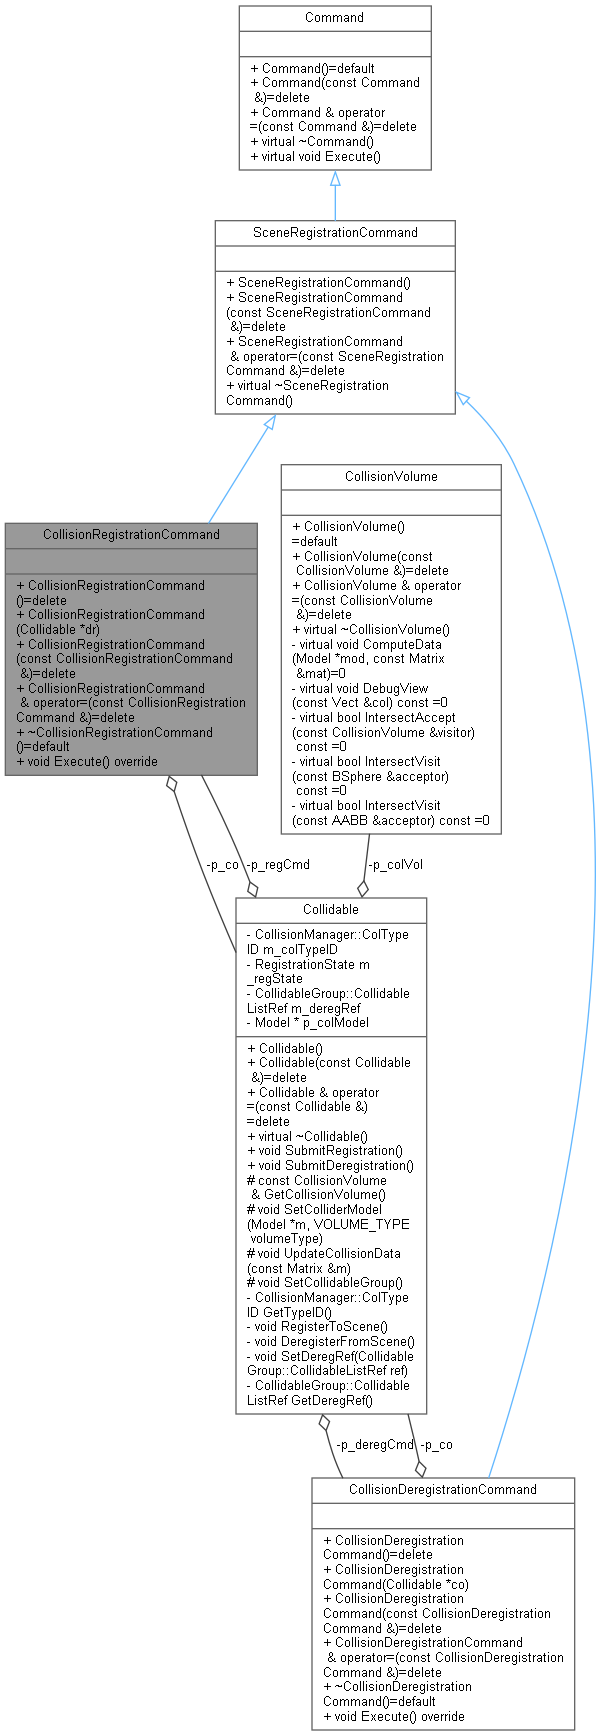 Command
+ Command()=default
+ Command(const Command
&)=delete
+ Command & operator
=(const Command &)=delete
+ virtual ~Command()
+ virtual void Execute()
SceneRegistrationCommand
+ SceneRegistrationCommand()
+ SceneRegistrationCommand
(const SceneRegistrationCommand
&)=delete
+ SceneRegistrationCommand
& operator=(const SceneRegistration
Command &)=delete
+ virtual ~SceneRegistration
Command()
CollisionVolume
+ CollisionVolume()
=default
+ CollisionVolume(const
CollisionVolume &)=delete
+ CollisionVolume & operator
=(const CollisionVolume
&)=delete
+ virtual ~CollisionVolume()
- virtual void ComputeData
(Model *mod, const Matrix
&mat)=0
- virtual void DebugView
(const Vect &col) const =0
- virtual bool IntersectAccept
(const CollisionVolume &visitor)
const =0
- virtual bool IntersectVisit
(const BSphere &acceptor)
const =0
- virtual bool IntersectVisit
(const AABB &acceptor) const =0
CollisionRegistrationCommand
+ CollisionRegistrationCommand
()=delete
+ CollisionRegistrationCommand
(Collidable *dr)
+ CollisionRegistrationCommand
(const CollisionRegistrationCommand
&)=delete
+ CollisionRegistrationCommand
& operator=(const CollisionRegistration
Command &)=delete
+ ~CollisionRegistrationCommand
()=default
+ void Execute() override
-p_co
-p_regCmd
-p_colVol
Collidable
- CollisionManager::ColType
ID m_colTypeID
- RegistrationState m
_regState
- CollidableGroup::Collidable
ListRef m_deregRef
- Model * p_colModel
+ Collidable()
+ Collidable(const Collidable
&)=delete
+ Collidable & operator
=(const Collidable &)
=delete
+ virtual ~Collidable()
+ void SubmitRegistration()
+ void SubmitDeregistration()
# const CollisionVolume
& GetCollisionVolume()
# void SetColliderModel
(Model *m, VOLUME_TYPE
volumeType)
# void UpdateCollisionData
(const Matrix &m)
# void SetCollidableGroup()
- CollisionManager::ColType
ID GetTypeID()
- void RegisterToScene()
- void DeregisterFromScene()
- void SetDeregRef(Collidable
Group::CollidableListRef ref)
- CollidableGroup::Collidable
ListRef GetDeregRef()
-p_deregCmd
-p_co
CollisionDeregistrationCommand
+ CollisionDeregistration
Command()=delete
+ CollisionDeregistration
Command(Collidable *co)
+ CollisionDeregistration
Command(const CollisionDeregistration
Command &)=delete
+ CollisionDeregistrationCommand
& operator=(const CollisionDeregistration
Command &)=delete
+ ~CollisionDeregistration
Command()=default
+ void Execute() override